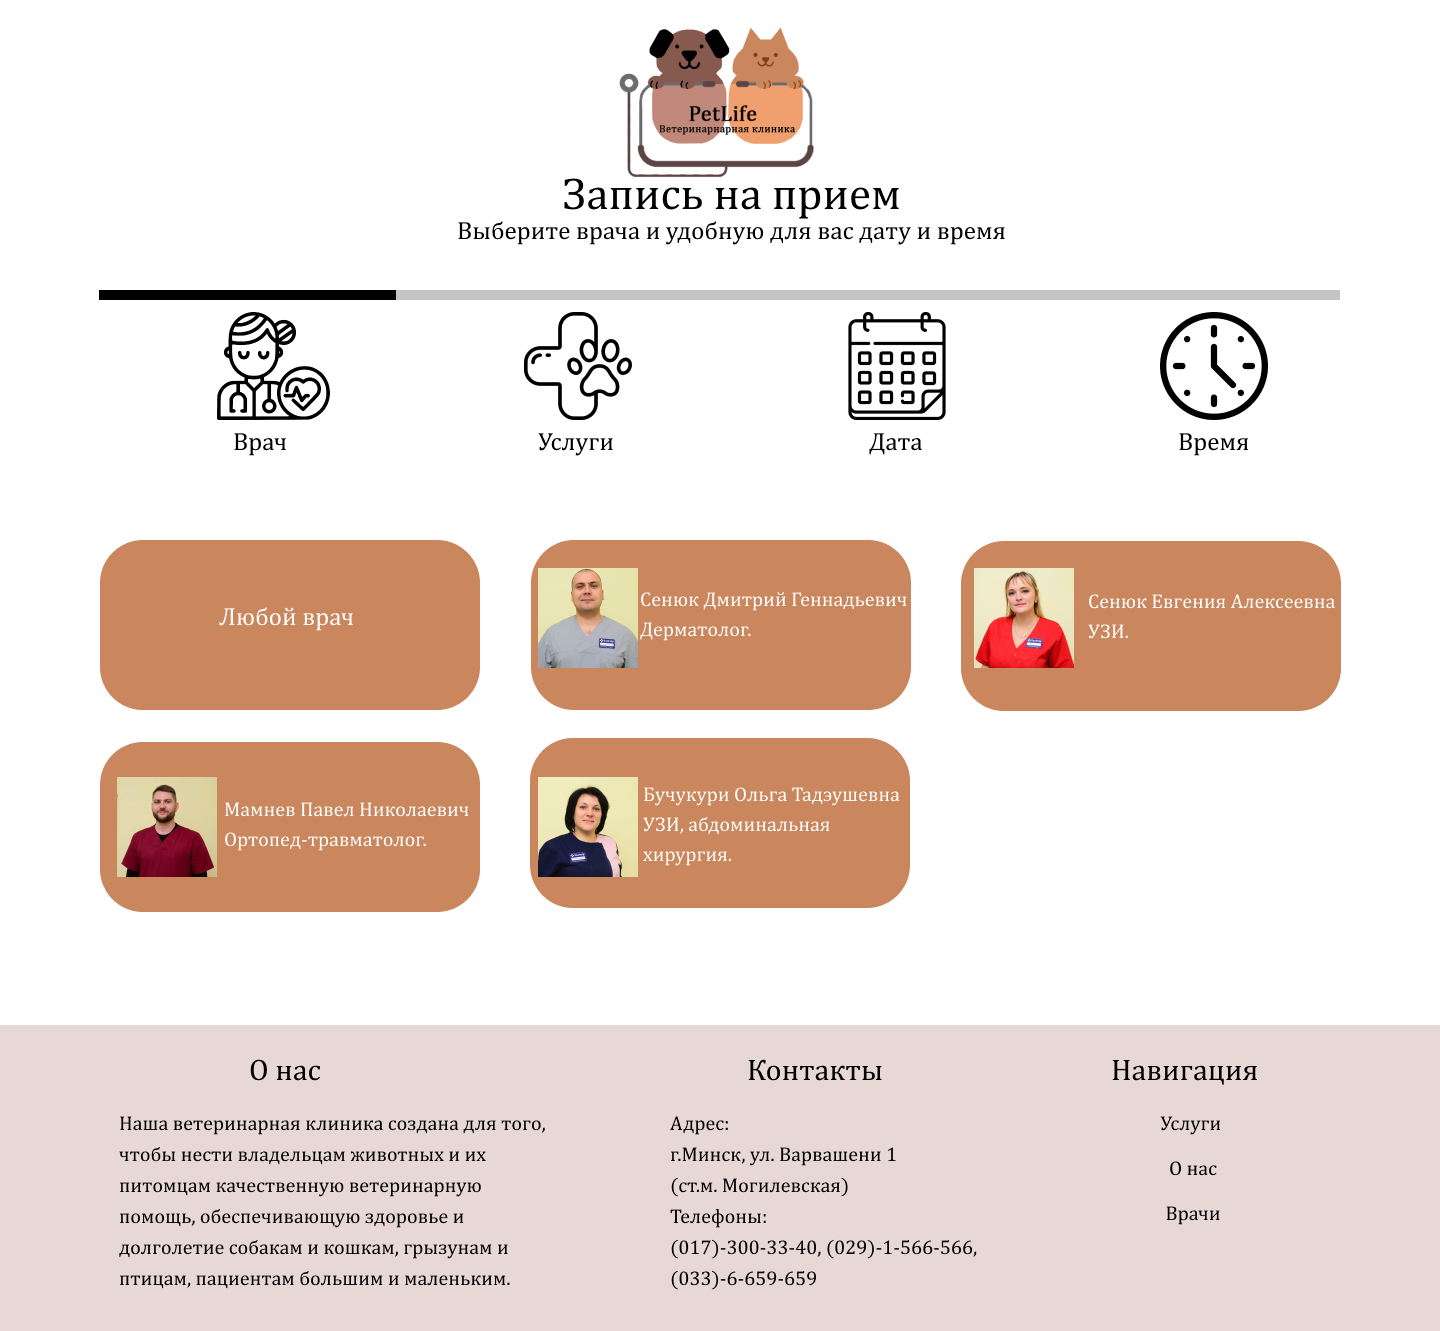 PetLife
Ветеринарнарная клиника
Запись на прием
Выберите врача и удобную для вас дату и время
Врач
Услуги
Дата
Время
Любой врач
Сенюк Дмитрий Геннадьевич
Дерматолог.
Сенюк Евгения Алексеевна
УЗИ.
Мамнев Павел Николаевич
Ортопед-травматолог.
Бучукури Ольга Тадэушевна
УЗИ, абдоминальная
хирургия.
О нас
Наша ветеринарная клиника создана для того,
чтобы нести владельцам животных и их
питомцам качественную ветеринарную
помощь, обеспечивающую здоровье и
долголетие собакам и кошкам, грызунам и
птицам, пациентам большим и маленьким.
Контакты
Адрес:
г.Минск, ул. Варвашени 1
(ст.м. Могилевская)
Телефоны:
(017)-300-33-40, (029)-1-566-566,
(033)-6-659-659
Навигация
Услуги
О нас
Врачи